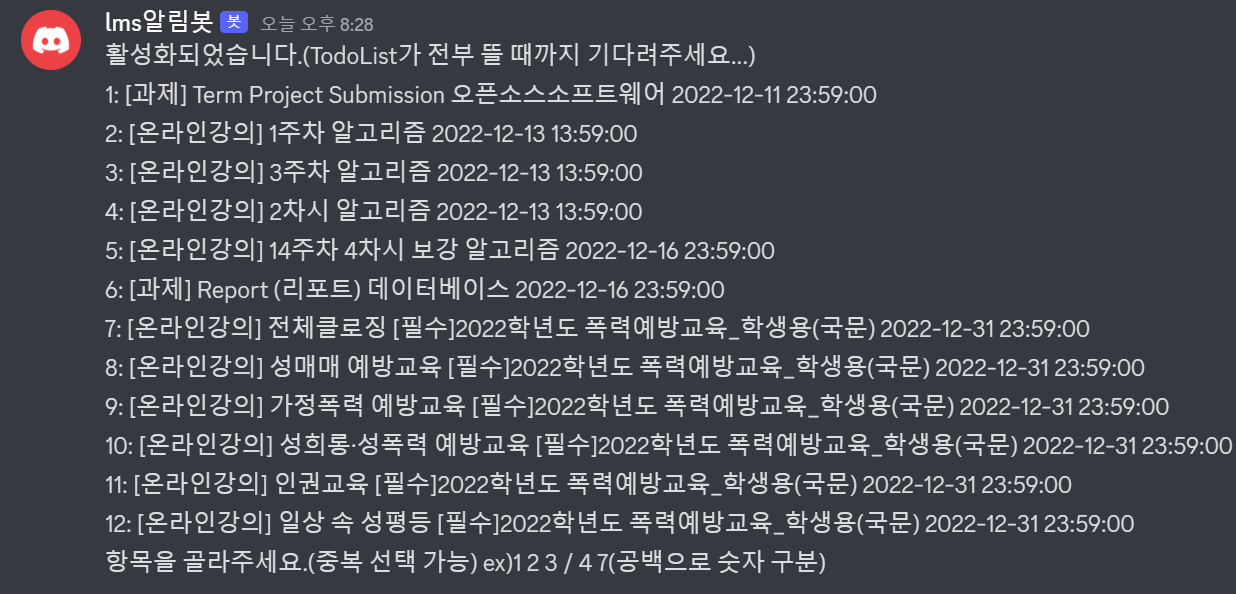 lms알림봇 봇 오늘 오후 8:28
활성화되었습니다.(TodoList가 전부 뜰 때까지 기다려주세요...)
1: [과제] Term Project Submission 오픈소스소프트웨어 2022-12-11 23:59:00
2: [온라인강의] 1주차 알고리즘 2022-12-13 13:59:00
3: [온라인강의] 3주차 알고리즘 2022-12-13 13:59:00
4: [온라인강의] 2차시 알고리즘 2022-12-13 13:59:00
5: [온라인강의] 14주차 4차시 보강 알고리즘 2022-12-16 23:59:00
6: [과제] Report (리포트) 데이터베이스 2022-12-16 23:59:00
7: [온라인강의] 전체클로징 [필수]2022학년도 폭력예방교육_학생용(국문) 2022-12-31 23:59:00
8: [온라인강의] 성매매 예방교육 [필수]2022학년도 폭력예방교육_학생용(국문) 2022-12-31 23:59:00
9: [온라인강의] 가정폭력 예방교육 [필수]2022학년도 폭력예방교육_학생용(국문) 2022-12-31 23:59:00
10: [온라인강의] 성희롱·성폭력 예방교육 [필수]2022학년도 폭력예방교육_학생용(국문) 2022-12-31 23:59:00
11: [온라인강의] 인권교육 [필수]2022학년도 폭력예방교육_학생용(국문) 2022-12-31 23:59:00
12: [온라인강의] 일상 속 성평등 [필수]2022학년도 폭력예방교육_학생용(국문) 2022-12-31 23:59:00
항목을 골라주세요.(중복 선택 가능) ex)1 2 3 / 4 7(공백으로 숫자 구분)